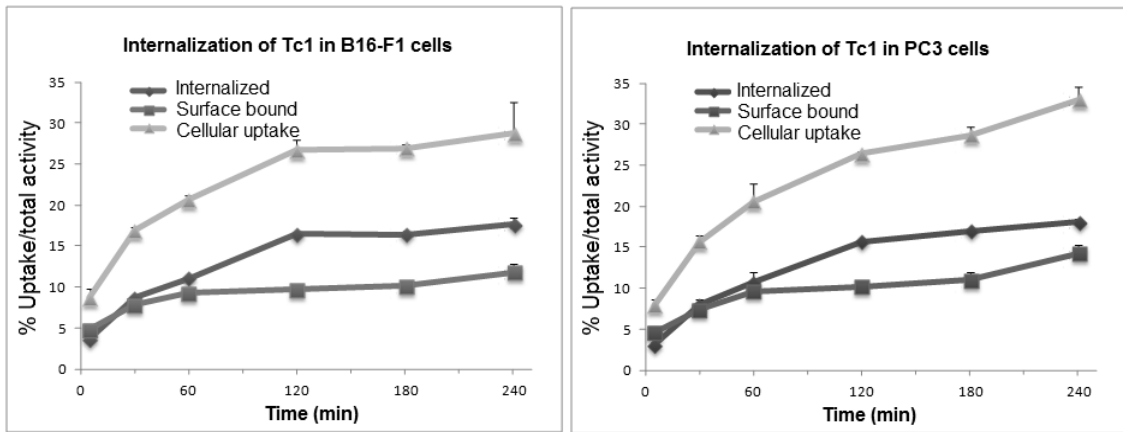 Internalization of Tc1 in B16-F1 cells
35
30
25
20
15
10
5
0
% Uptake/total activity
Internalized
Surface bound
Cellular uptake
0 60 120 180 240
Time (min)
Internalization of Tc1 in PC3 cells
35
30
25
20
15
10
5
0
% Uptake/total activity
Internalized
Surface bound
Cellular uptake
0 60 120 180 240
Time (min)